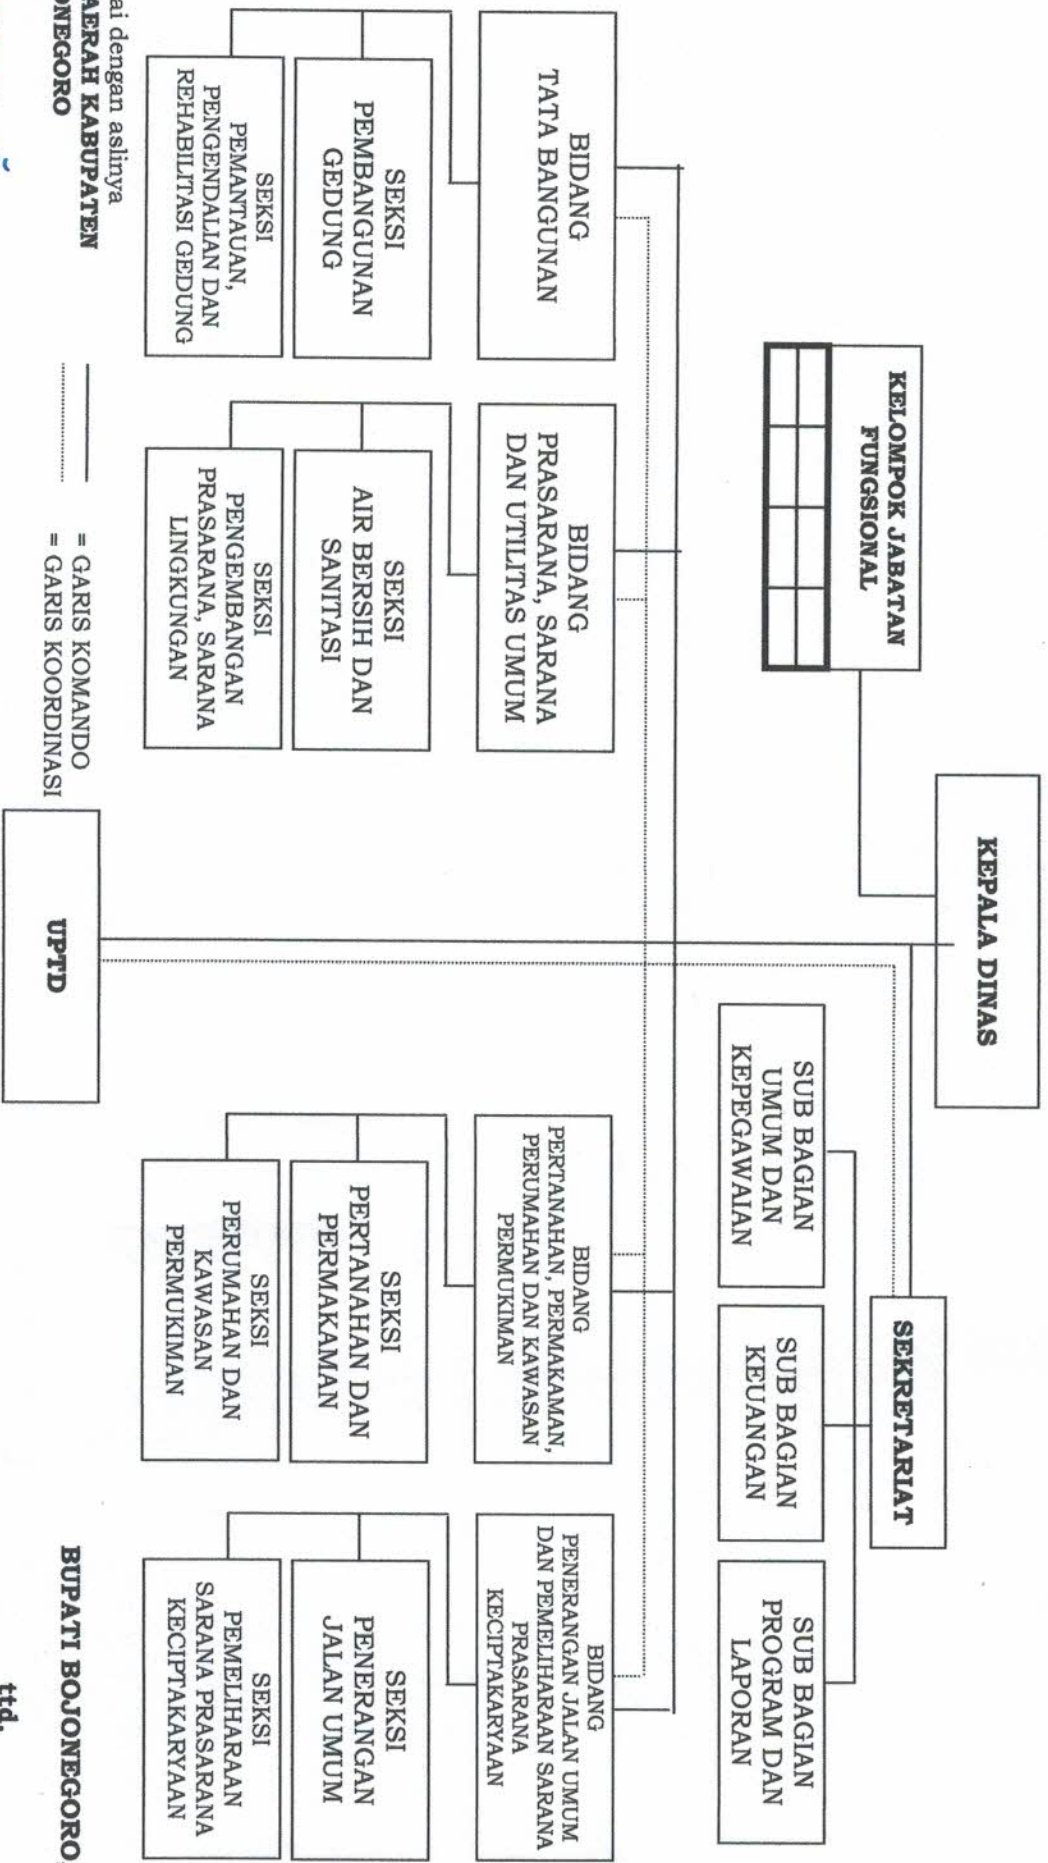 KEPALA DINAS
KELOMPOK JABATAN
FUNGSIONAL
SEKRETARIAT
SUB BAGIAN
UMUM DAN
KEPEGAWAIAN
SUB BAGIAN
KEUANGAN
SUB BAGIAN
PROGRAM DAN
LAPORAN
BIDANG
TATA BANGUNAN
BIDANG
PRASARANA, SARANA
DAN UTILITAS UMUM
BIDANG
PERTANAHAN, PERMAKAMAN,
PERUMAHAN DAN KAWASAN
PERMUKIMAN
BIDANG
PENERANGAN JALAN UMUM
DAN PEMELIHARAAN SARANA
PRASARANA
KECIPTAKARYAAN
SEKSI
PEMBANGUNAN
GEDUNG
SEKSI
AIR BERSIH DAN
SANITASI
SEKSI
PERTANAHAN DAN
PERMAKAMAN
SEKSI
PENERANGAN
JALAN UMUM
SEKSI
PEMANTAUAN,
PENGENDALIAN DAN
REHABILITASI GEDUNG
SEKSI
PENGEMBANGAN
PRASARANA, SARANA
LINGKUNGAN
SEKSI
PERUMAHAN DAN
KAWASAN
PERMUKIMAN
SEKSI
PEMELIHARAAN
SARANA PRASARANA
KECIPTAKARYAAN
UPTD
= GARIS KOMANDO
= GARIS KOORDINASI
ai dengan aslinya
AERAH KABUPATEN
ONEGORO
BUPATI BOJONEGORO,
ttd.